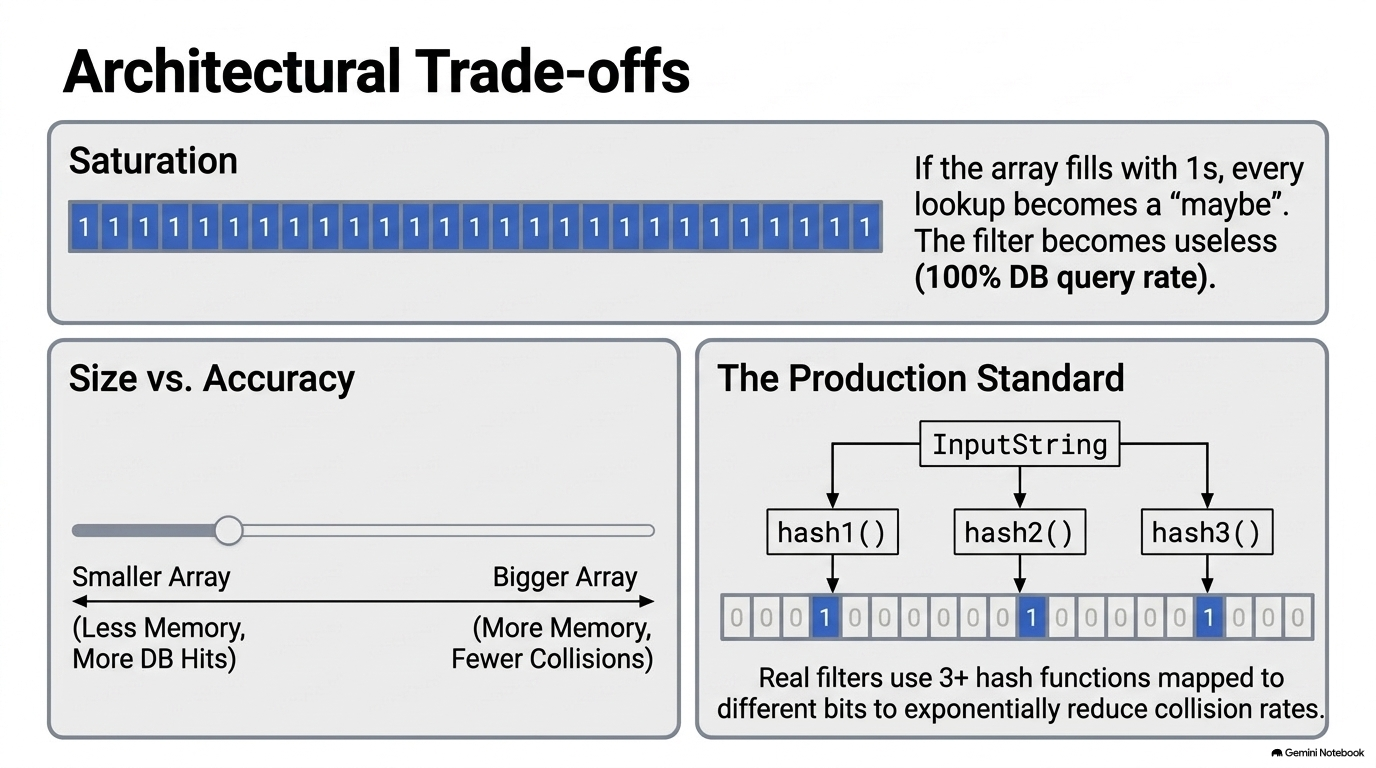 Architectural Trade-offs
Saturation
1 1 1 1 1 1 1 1 1 1 1 1 1 1 1 1 1 1 1 1 1 1 1 1 1 1 1
If the array fills with 1s, every
lookup becomes a “maybe”.
The filter becomes useless
(100% DB query rate).
Size vs. Accuracy
Smaller Array
Bigger Array
(Less Memory,
More DB Hits)
(More Memory,
Fewer Collisions)
The Production Standard
InputString
hash1()
hash2()
hash3()
0 0 0 1 0 0 0 0 0 0 1 0 0 0 0 0 1 0 0 0
Real filters use 3+ hash functions mapped to
different bits to exponentially reduce collision rates.
Gemini Notebook